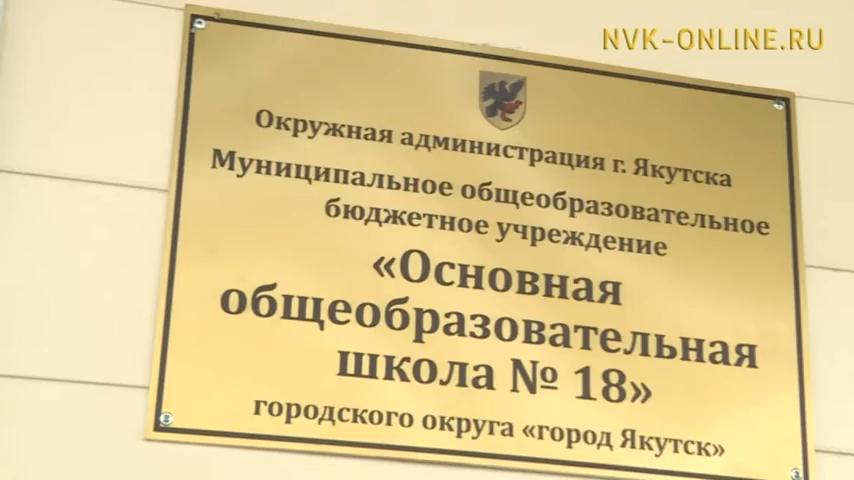 NVK-ONLINE.RU
Окружная администрация г. Якутска
Муниципальное общеобразовательное
бюджетное учреждение
«Основная
общеобразовательная
школа № 18»
городского округа «город Якутск»